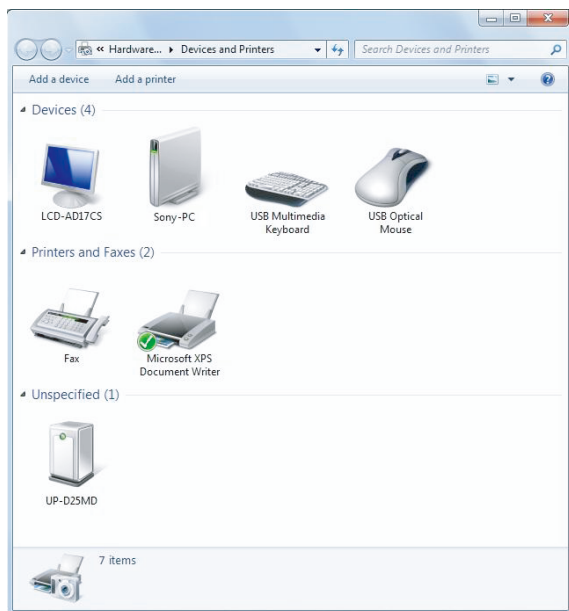 « Hardware... ▸ Devices and Printers
Search Devices and Printers
Add a device Add a printer
Devices (4)
LCD-AD17CS Sony-PC USB Multimedia Keyboard USB Optical Mouse
Printers and Faxes (2)
Fax Microsoft XPS Document Writer
Unspecified (1)
UP-D25MD
7 items